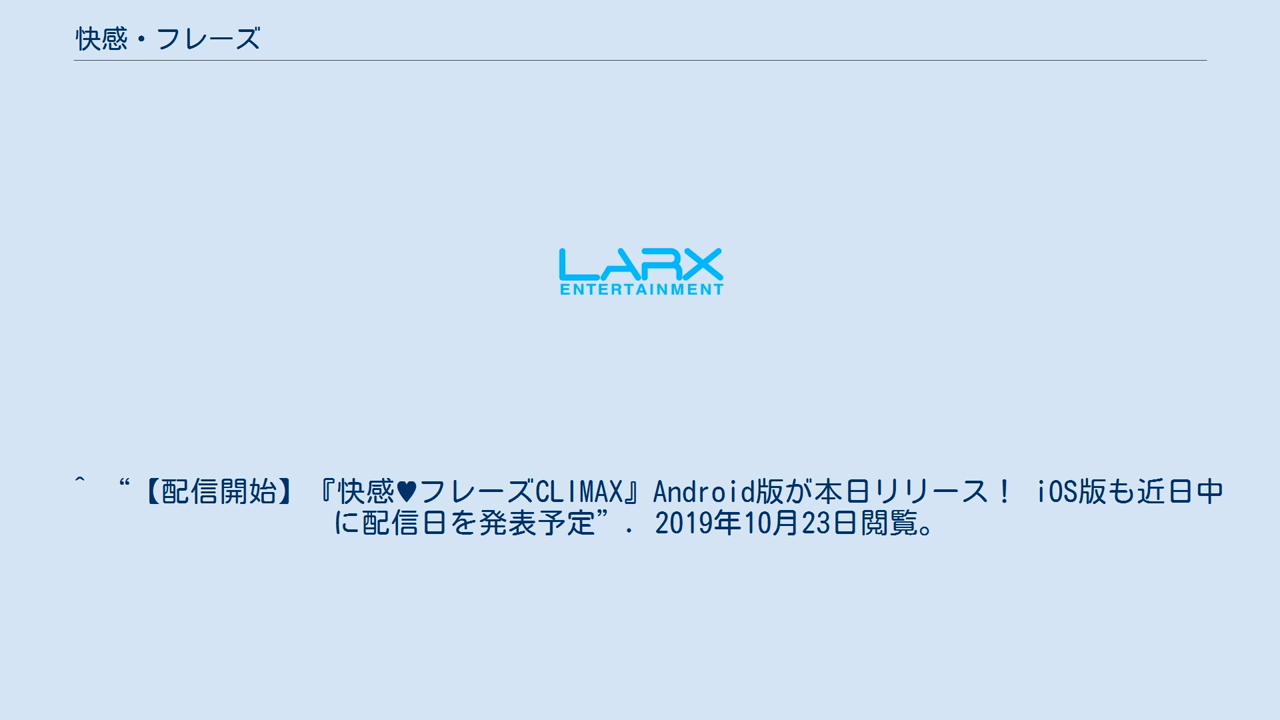 快感・フレーズ
LARX
ENTERTAINMENT
^ “【配信開始】『快感♥フレーズCLIMAX』Android版が本日リリース！ iOS版も近日中
に配信日を発表予定”. 2019年10月23日閲覧。